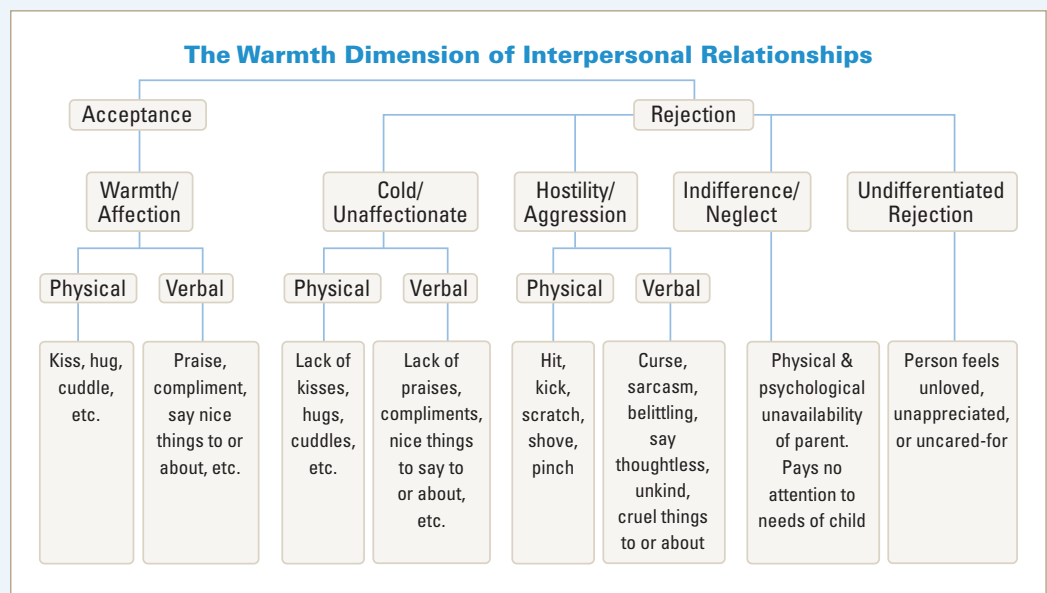 The Warmth Dimension of Interpersonal Relationships
Acceptance
Rejection
Warmth/
Affection
Cold/
Unaffectionate
Hostility/
Aggression
Indifference/
Neglect
Undifferentiated
Rejection
Physical
Verbal
Physical
Verbal
Physical
Verbal
Kiss, hug,
cuddle,
etc.
Praise,
compliment,
say nice
things to or
about, etc.
Lack of
kisses,
hugs,
cuddles,
etc.
Lack of
praises,
compliments,
nice things
to say to
or about,
etc.
Hit,
kick,
scratch,
shove,
pinch
Curse,
sarcasm,
belittling,
say
thoughtless,
unkind,
cruel things
to or about
Physical &
psychological
unavailability
of parent.
Pays no
attention to
needs of child
Person feels
unloved,
unappreciated,
or uncared-for